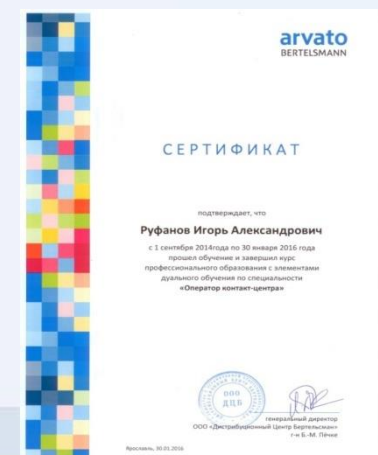 arvato
BERTELSMANN
СЕРТИФИКАТ
подтверждает, что
Руфанов Игорь Александрович
с 1 сентября 2014года по 30 января 2016 года
прошел обучение и завершил курс
профессионального образования с элементами
дуального обучения по специальности
«Оператор контакт-центра»
ООО
ДЦБ
генеральный директор
ООО «Дистрибуционный Центр Бертельсман»
г-н Б.-М. Пёчке
Ярославль, 30.01.2016